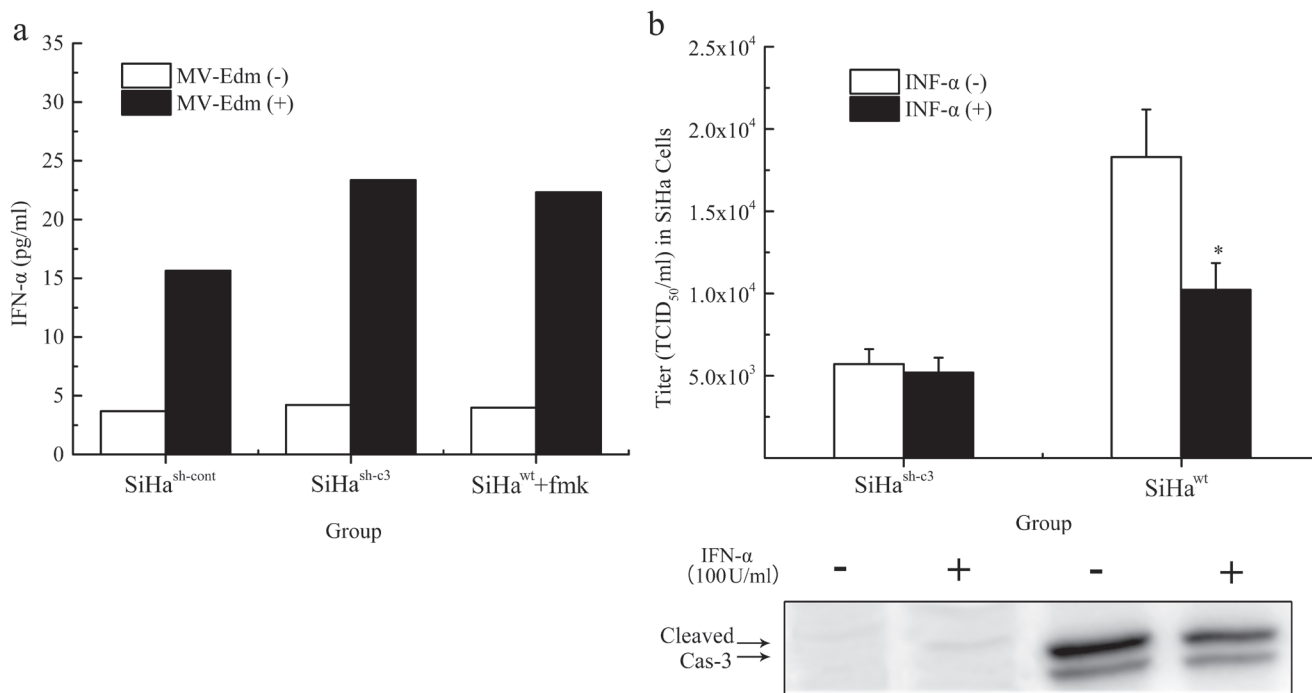 a
35
30
25
20
15
10
5
0
IFN-α (pg/ml)
MV-Edm (-)
MV-Edm (+)
SiHa^sh-cont SiHa^sh-c3 SiHa^wt+fmk
Group
b
2.5x10^4
2.0x10^4
1.5x10^4
1.0x10^4
5.0x10^3
Titer (TCID50/ml) in SiHa Cells
INF-α (-)
INF-α (+)
*
SiHa^sh-c3 SiHa^wt
Group
IFN-α
(100U/ml)
- + - +
Cleaved
Cas-3